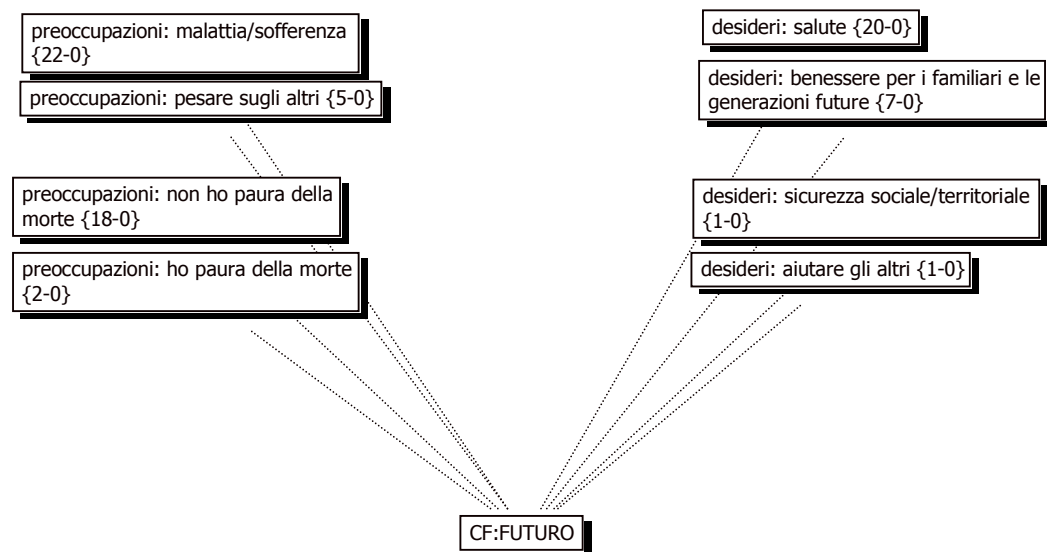 preoccupazioni: malattia/sofferenza
{22-0}
preoccupazioni: pesare sugli altri {5-0}
preoccupazioni: non ho paura della
morte {18-0}
preoccupazioni: ho paura della morte
{2-0}
desideri: salute {20-0}
desideri: benessere per i familiari e le
generazioni future {7-0}
desideri: sicurezza sociale/territoriale
{1-0}
desideri: aiutare gli altri {1-0}
CF:FUTURO